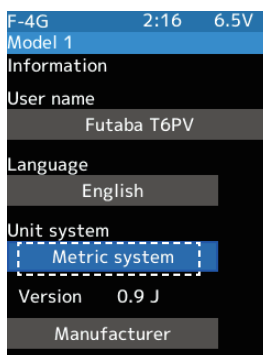 F-4G 2:16 6.5V
Model 1
Information
User name
Futaba T6PV
Language
English
Unit system
Metric system
Version 0.9 J
Manufacturer